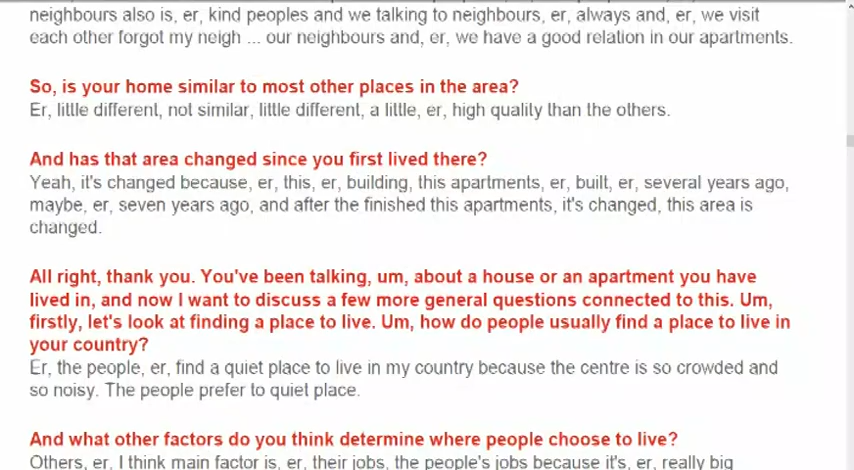 neighbours also is, er, kind peoples and we talking to neighbours, er, always and, er, we visit
each other forgot my neigh ... our neighbours and, er, we have a good relation in our apartments.
So, is your home similar to most other places in the area?
Er, little different, not similar, little different, a little, er, high quality than the others.
And has that area changed since you first lived there?
Yeah, it's changed because, er, this, er, building, this apartments, er, built, er, several years ago,
maybe, er, seven years ago, and after the finished this apartments, it's changed, this area is
changed.
All right, thank you. You've been talking, um, about a house or an apartment you have
lived in, and now I want to discuss a few more general questions connected to this. Um,
firstly, let's look at finding a place to live. Um, how do people usually find a place to live in
your country?
Er, the people, er, find a quiet place to live in my country because the centre is so crowded and
so noisy. The people prefer to quiet place.
And what other factors do you think determine where people choose to live?
Others, er, I think main factor is, er, their jobs, the people's jobs because it's, er, really big